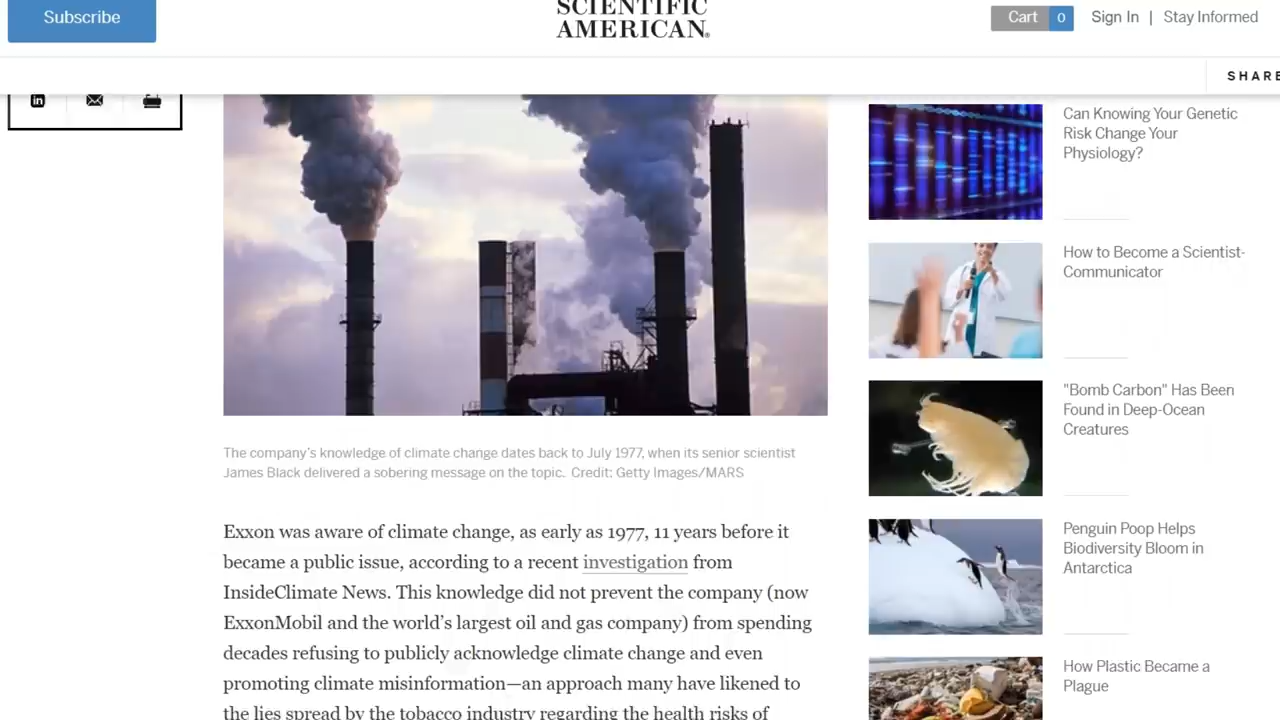 Subscribe
SCIENTIFIC
AMERICAN®
Cart 0 Sign In | Stay Informed
SHARE
in
Can Knowing Your Genetic
Risk Change Your
Physiology?
How to Become a Scientist-
Communicator
"Bomb Carbon" Has Been
Found in Deep-Ocean
Creatures
Penguin Poop Helps
Biodiversity Bloom in
Antarctica
How Plastic Became a
Plague
The company's knowledge of climate change dates back to July 1977, when its senior scientist
James Black delivered a sobering message on the topic. Credit: Getty Images/MARS
Exxon was aware of climate change, as early as 1977, 11 years before it
became a public issue, according to a recent investigation from
InsideClimate News. This knowledge did not prevent the company (now
ExxonMobil and the world's largest oil and gas company) from spending
decades refusing to publicly acknowledge climate change and even
promoting climate misinformation—an approach many have likened to
the lies spread by the tobacco industry regarding the health risks of